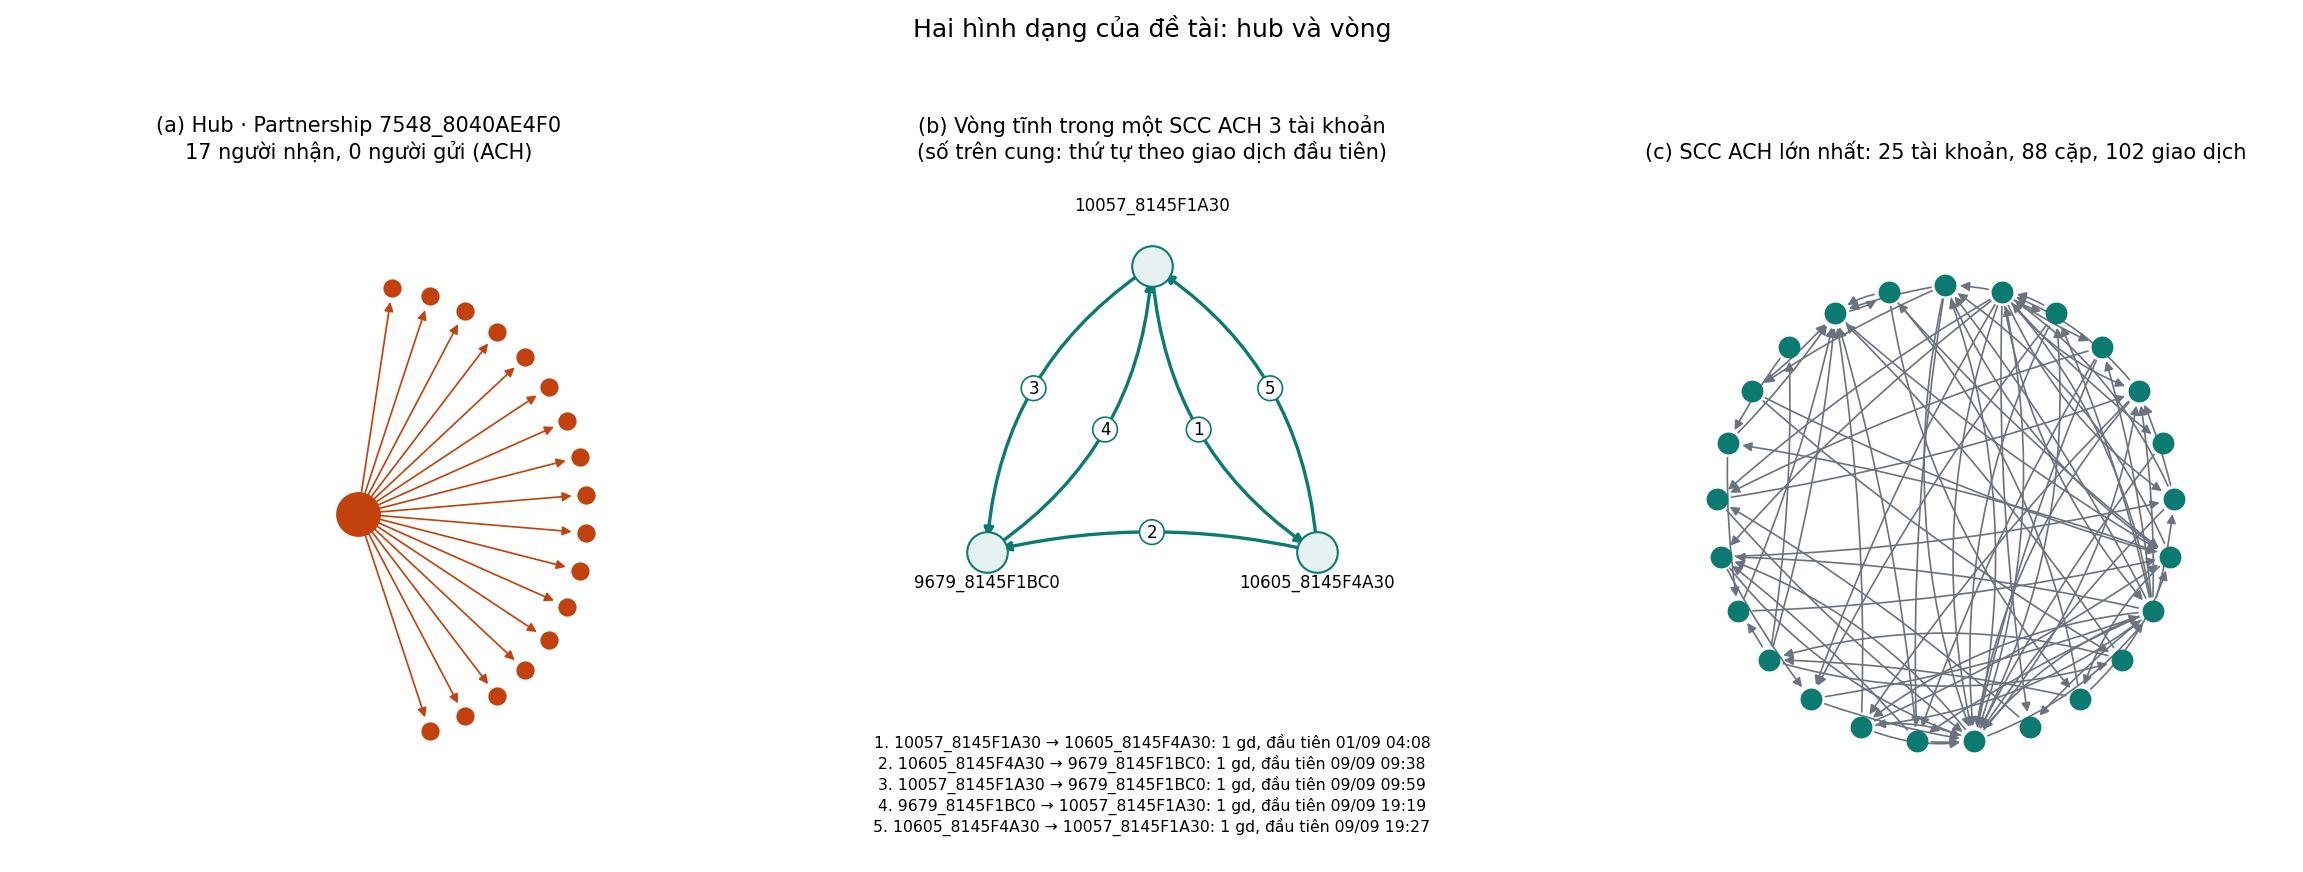 Hai hình dạng của đề tài: hub và vòng
(a) Hub · Partnership 7548_8040AE4F0
17 người nhận, 0 người gửi (ACH)
(b) Vòng tĩnh trong một SCC ACH 3 tài khoản
(số trên cung: thứ tự theo giao dịch đầu tiên)
10057_8145F1A30
3
5
4
1
2
9679_8145F1BC0
10605_8145F4A30
1. 10057_8145F1A30 → 10605_8145F4A30: 1 gd, đầu tiên 01/09 04:08
2. 10605_8145F4A30 → 9679_8145F1BC0: 1 gd, đầu tiên 09/09 09:38
3. 10057_8145F1A30 → 9679_8145F1BC0: 1 gd, đầu tiên 09/09 09:59
4. 9679_8145F1BC0 → 10057_8145F1A30: 1 gd, đầu tiên 09/09 19:19
5. 10605_8145F4A30 → 10057_8145F1A30: 1 gd, đầu tiên 09/09 19:27
(c) SCC ACH lớn nhất: 25 tài khoản, 88 cặp, 102 giao dịch